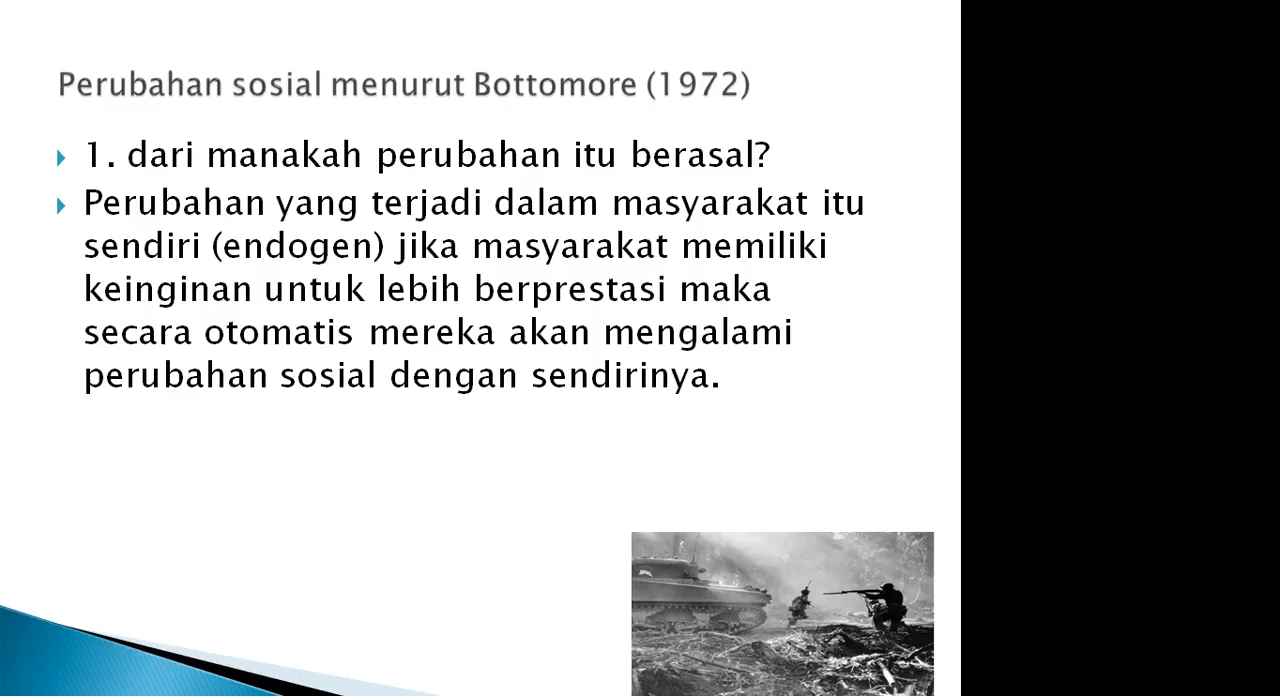 Perubahan sosial menurut Bottomore (1972)
1. dari manakah perubahan itu berasal?
Perubahan yang terjadi dalam masyarakat itu
sendiri (endogen) jika masyarakat memiliki
keinginan untuk lebih berprestasi maka
secara otomatis mereka akan mengalami
perubahan sosial dengan sendirinya.